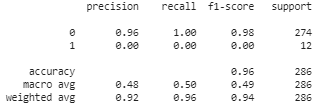 precision recall f1-score support
0 0.96 1.00 0.98 274
1 0.00 0.00 0.00 12
accuracy 0.96 286
macro avg 0.48 0.50 0.49 286
weighted avg 0.92 0.96 0.94 286